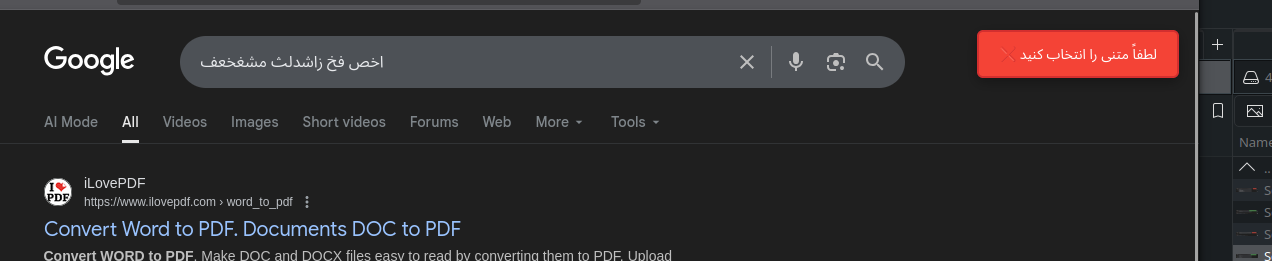 Google
اخص فخ زاشدلث مشغخعف
لطفاً متنی را انتخاب کنید
AI Mode
All
Videos
Images
Short videos
Forums
Web
More
Tools
I ♥ PDF
iLovePDF
https://www.ilovepdf.com › word_to_pdf
Convert Word to PDF. Documents DOC to PDF
Convert WORD to PDF. Make DOC and DOCX files easy to read by converting them to PDF. Upload
4
Name
..
S
S
S
S